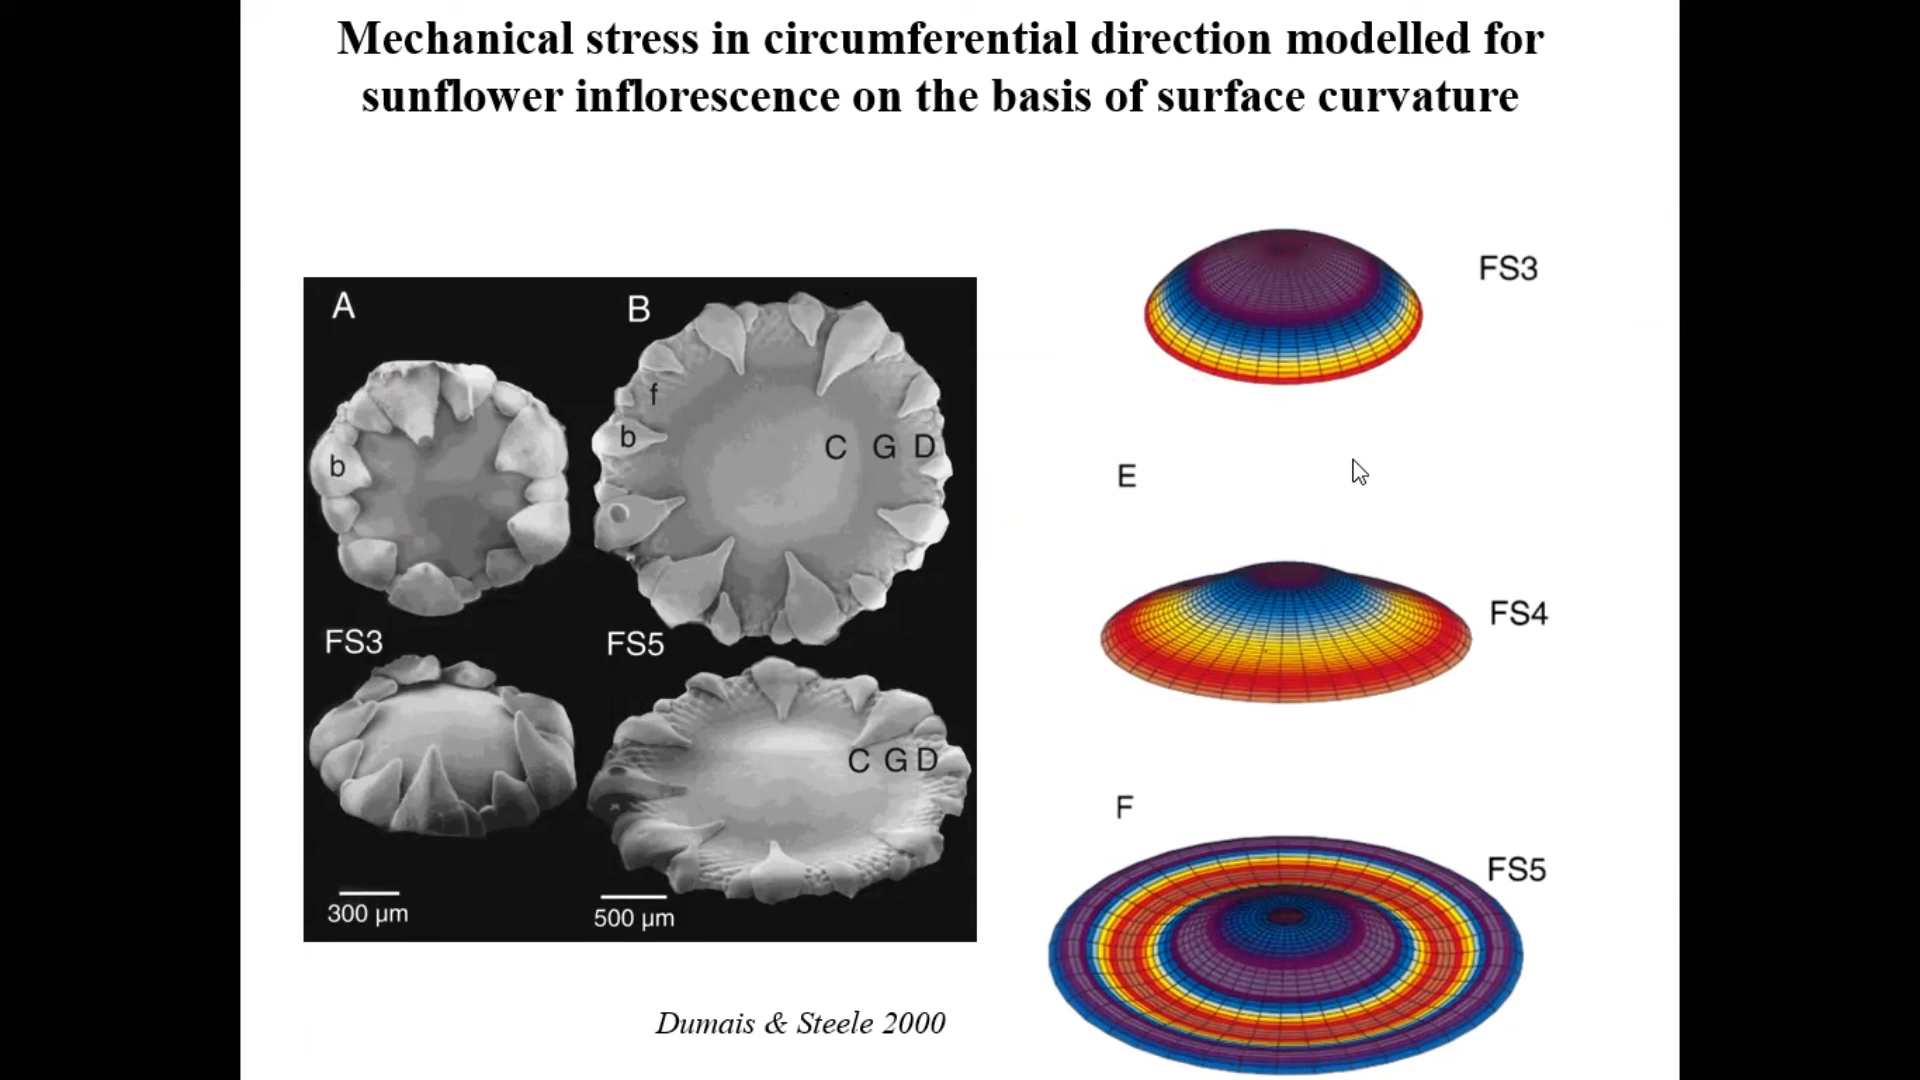 Mechanical stress in circumferential direction modelled for
sunflower inflorescence on the basis of surface curvature
A
B
f
b
C G D
b
FS3
FS5
C G D
300 µm
500 µm
Dumais & Steele 2000
FS3
E
FS4
F
FS5